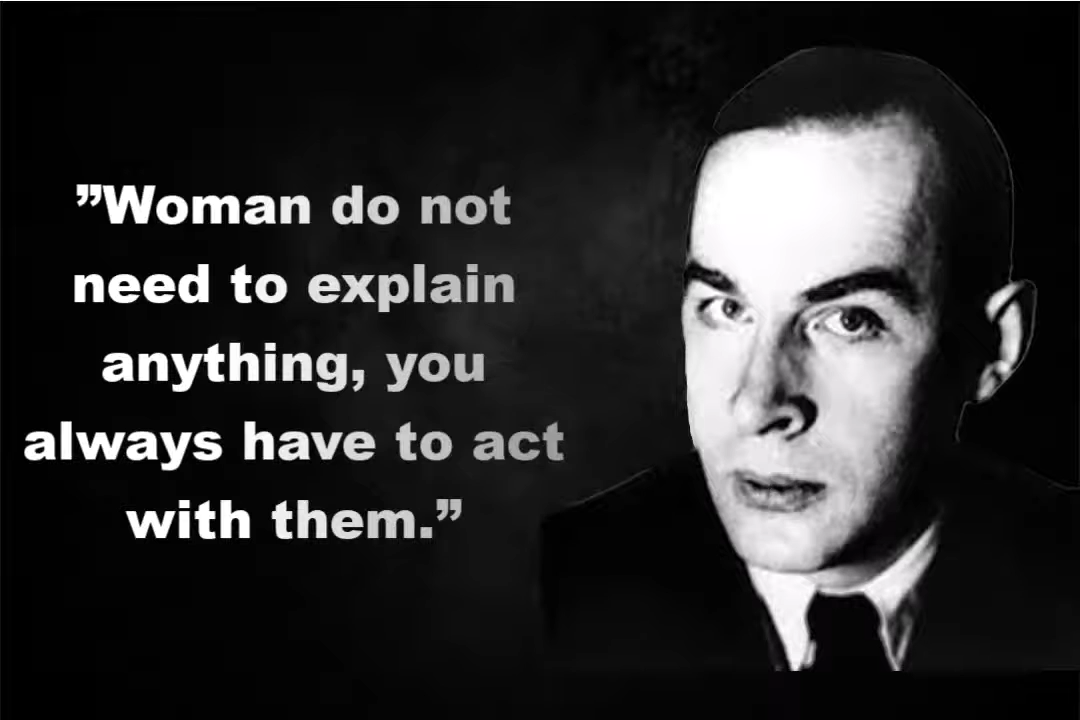 ”Woman do not
need to explain
anything, you
always have to act
with them.”